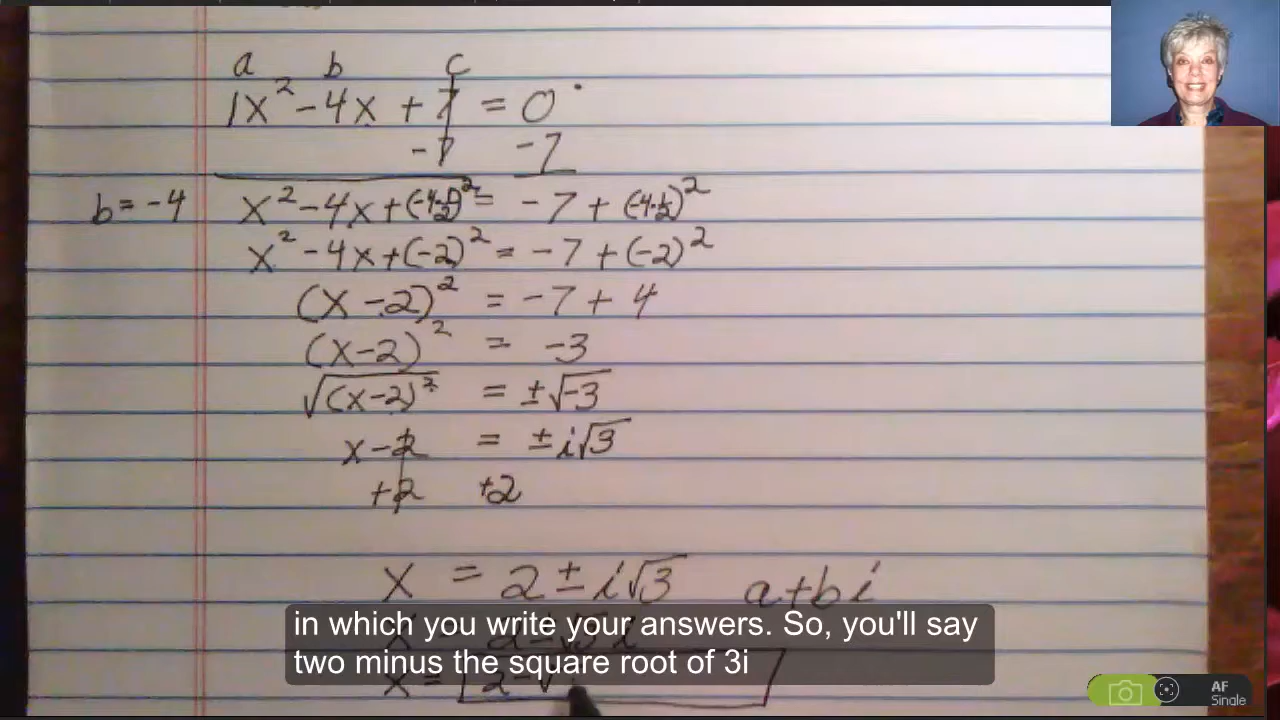 a b c
1x² - 4x + 7 = 0
-7 -7
b = -4 x² - 4x + (-4·½)² = -7 + (-4·½)²
x² - 4x + (-2)² = -7 + (-2)²
(x - 2)² = -7 + 4
(x - 2)² = -3
√(x-2)² = ±√-3
x - 2 = ± i√3
+2 +2
x = 2 ± i√3 a + b i
in which you write your answers. So, you'll say
two minus the square root of 3i
x = 2 -
AF
Single